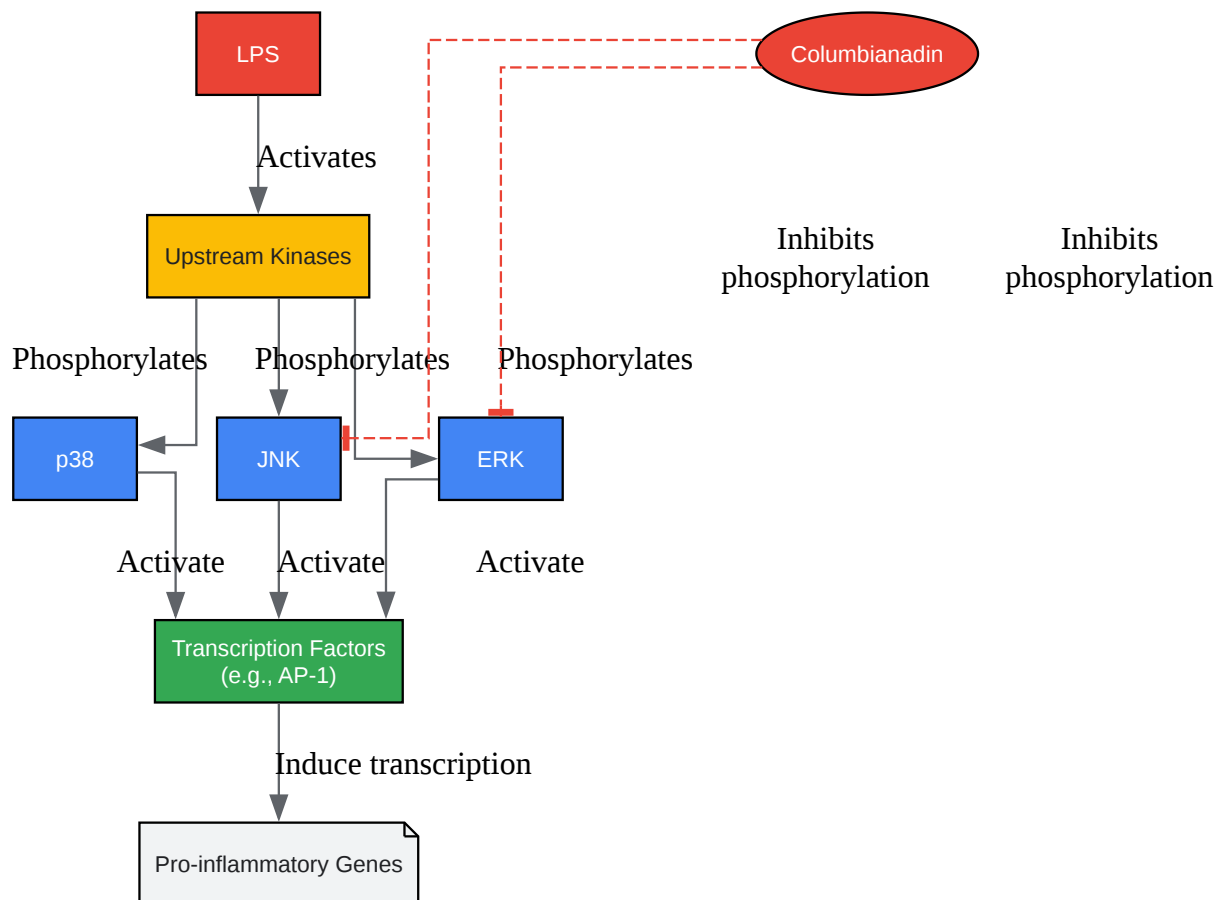 LPS
Columbianadin
Activates
Upstream Kinases
Inhibits
phosphorylation
Inhibits
phosphorylation
Phosphorylates
Phosphorylates
Phosphorylates
p38
JNK
ERK
Activate
Activate
Activate
Transcription Factors
(e.g., AP-1)
Induce transcription
Pro-inflammatory Genes